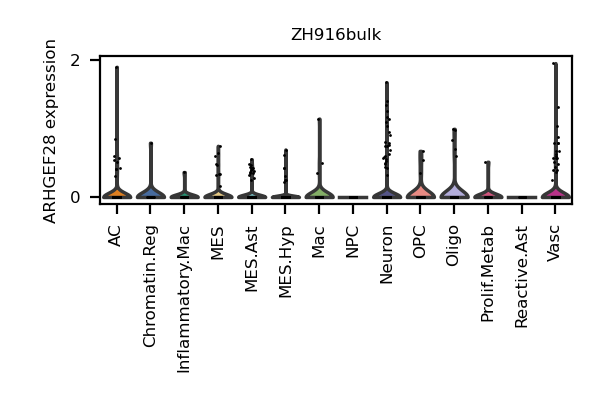 ZH916bulk
ARHGEF28 expression
2
0
AC
Chromatin.Reg
Inflammatory.Mac
MES
MES.Ast
MES.Hyp
Mac
NPC
Neuron
OPC
Oligo
Prolif.Metab
Reactive.Ast
Vasc